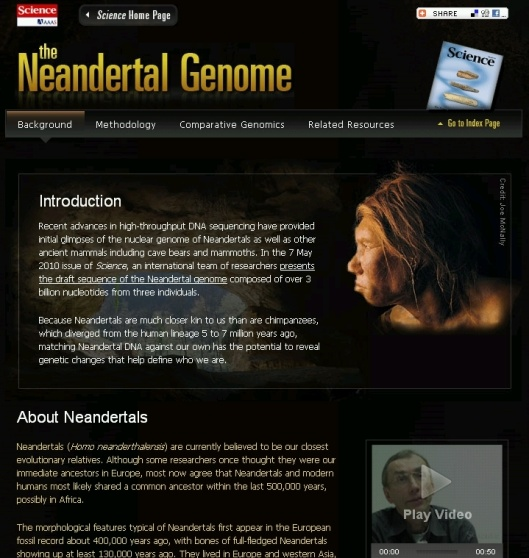 Science
AAAS
Science Home Page
SHARE
the
Neandertal Genome
Science
Background
Methodology
Comparative Genomics
Related Resources
Go to Index Page
Introduction
Recent advances in high-throughput DNA sequencing have provided
initial glimpses of the nuclear genome of Neandertals as well as other
ancient mammals including cave bears and mammoths. In the 7 May
2010 issue of Science, an international team of researchers presents
the draft sequence of the Neandertal genome composed of over 3
billion nucleotides from three individuals.
Because Neandertals are much closer kin to us than are chimpanzees,
which diverged from the human lineage 5 to 7 million years ago,
matching Neandertal DNA against our own has the potential to reveal
genetic changes that help define who we are.
Credit: Joe McNally
About Neandertals
Neandertals (Homo neanderthalensis) are currently believed to be our closest
evolutionary relatives. Although some researchers once thought they were our
immediate ancestors in Europe, most now agree that Neandertals and modern
humans most likely shared a common ancestor within the last 500,000 years,
possibly in Africa.
The morphological features typical of Neandertals first appear in the European
fossil record about 400,000 years ago, with bones of full-fledged Neandertals
showing up at least 130,000 years ago. They lived in Europe and western Asia,
Play Video
00:00
00:50